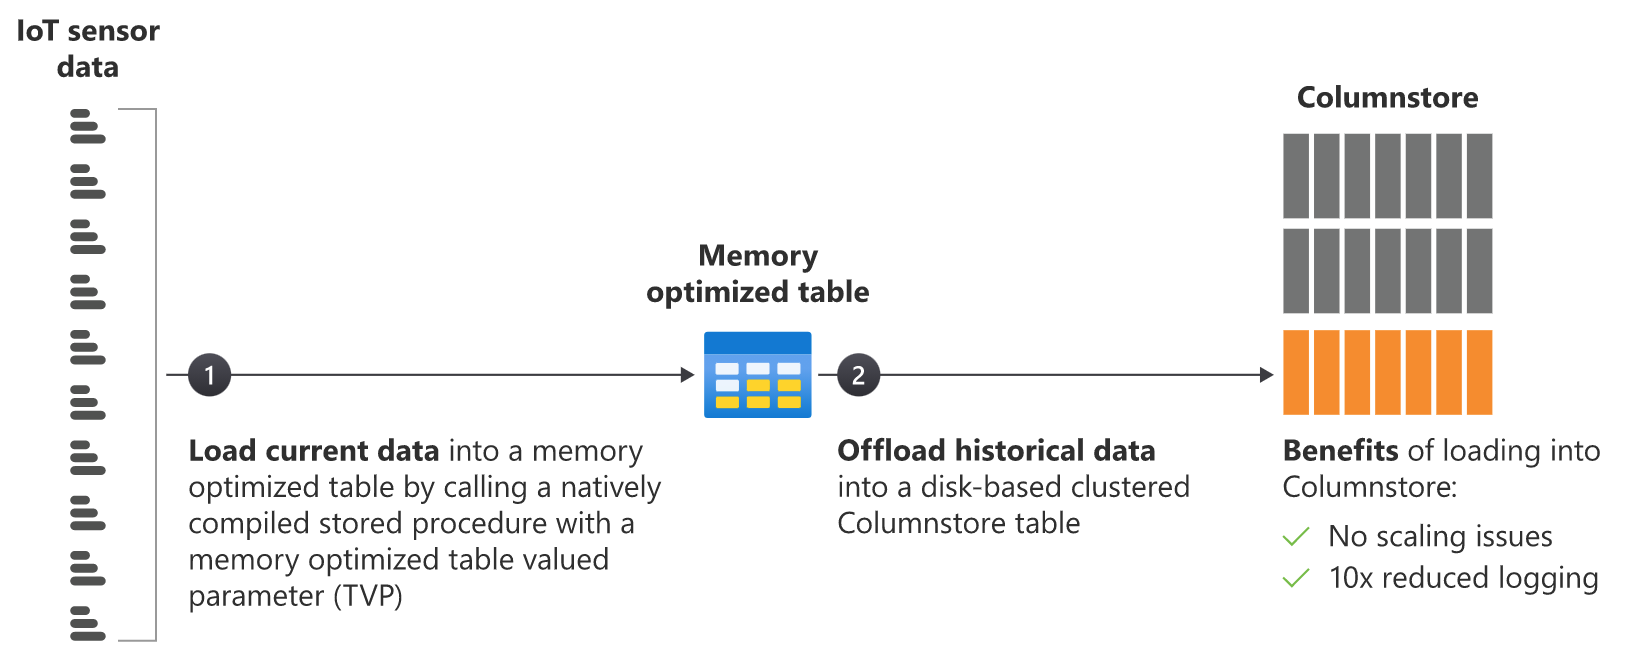 IoT sensor
data
1
Load current data into a memory
optimized table by calling a natively
compiled stored procedure with a
memory optimized table valued
parameter (TVP)
Memory
optimized table
2
Offload historical data
into a disk-based clustered
Columnstore table
Columnstore
Benefits of loading into
Columnstore:
No scaling issues
10x reduced logging